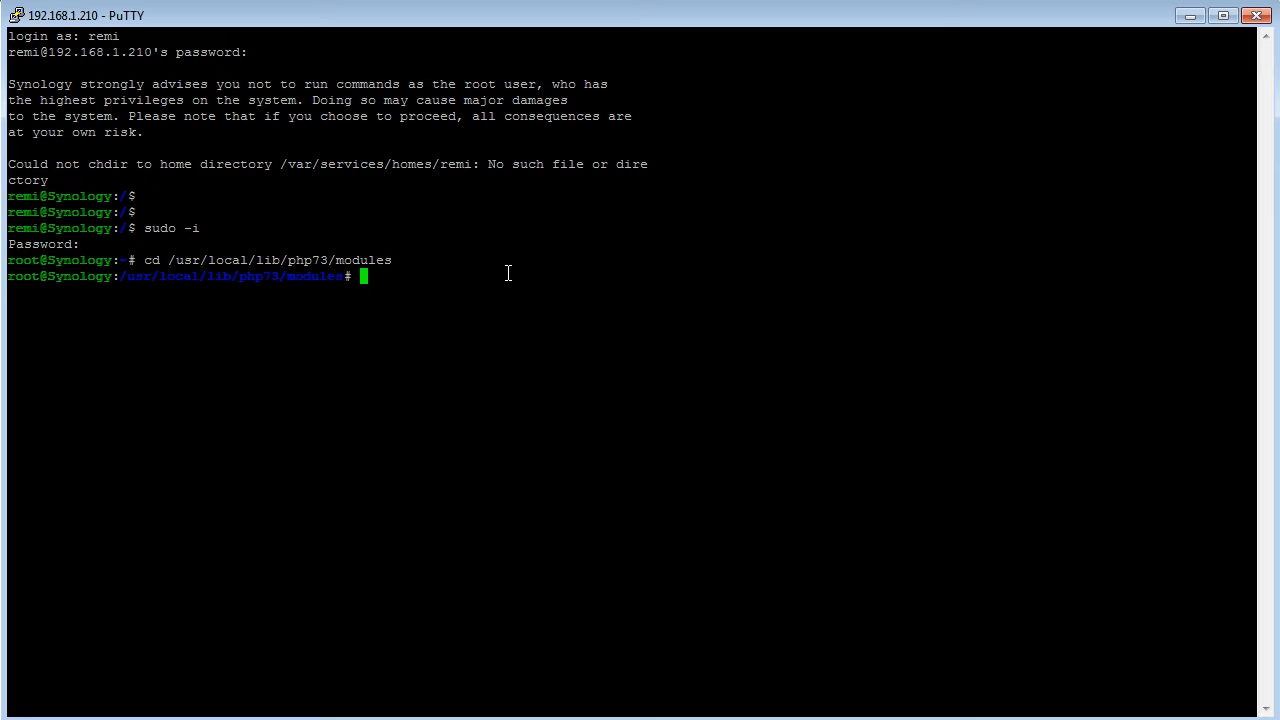 192.168.1.210 - PuTTY
login as: remi
remi@192.168.1.210's password:
Synology strongly advises you not to run commands as the root user, who has
the highest privileges on the system. Doing so may cause major damages
to the system. Please note that if you choose to proceed, all consequences are
at your own risk.
Could not chdir to home directory /var/services/homes/remi: No such file or dire
ctory
remi@Synology:/$
remi@Synology:/$
remi@Synology:/$ sudo -i
Password:
root@Synology:~# cd /usr/local/lib/php73/modules
root@Synology:/usr/local/lib/php73/modules#